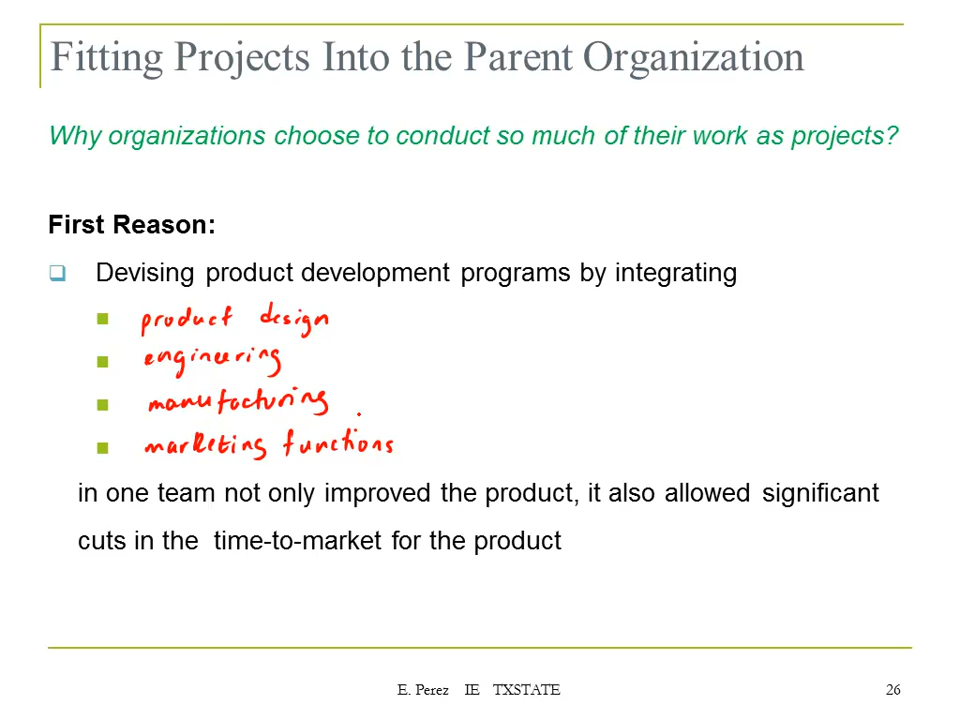 Fitting Projects Into the Parent Organization
Why organizations choose to conduct so much of their work as projects?
First Reason:
Devising product development programs by integrating
product design
engineering
manufacturing
marketing functions
in one team not only improved the product, it also allowed significant
cuts in the time-to-market for the product
E. Perez IE TXSTATE 26